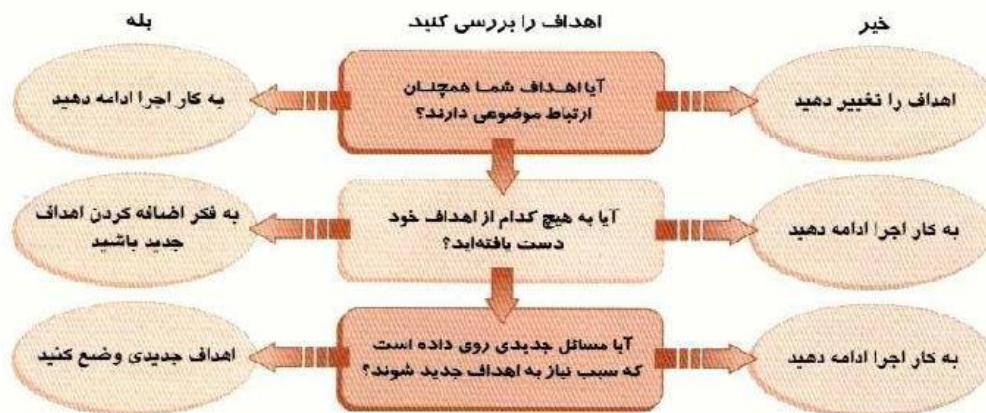 خیر
اهداف را بررسی کنید
بله
اهداف را تغییر دهید
آیا اهداف شما همچنان
ارتباط موضوعی دارند؟
به کار اجرا ادامه دهید
به کار اجرا ادامه دهید
آیا به هیچ کدام از اهداف خود
دست یافته‌اید؟
به فکر اضافه کردن اهداف
جدید باشید
به کار اجرا ادامه دهید
آیا مسائل جدیدی روی داده است
که سبب نیاز به اهداف جدید شوند؟
اهداف جدیدی وضع کنید